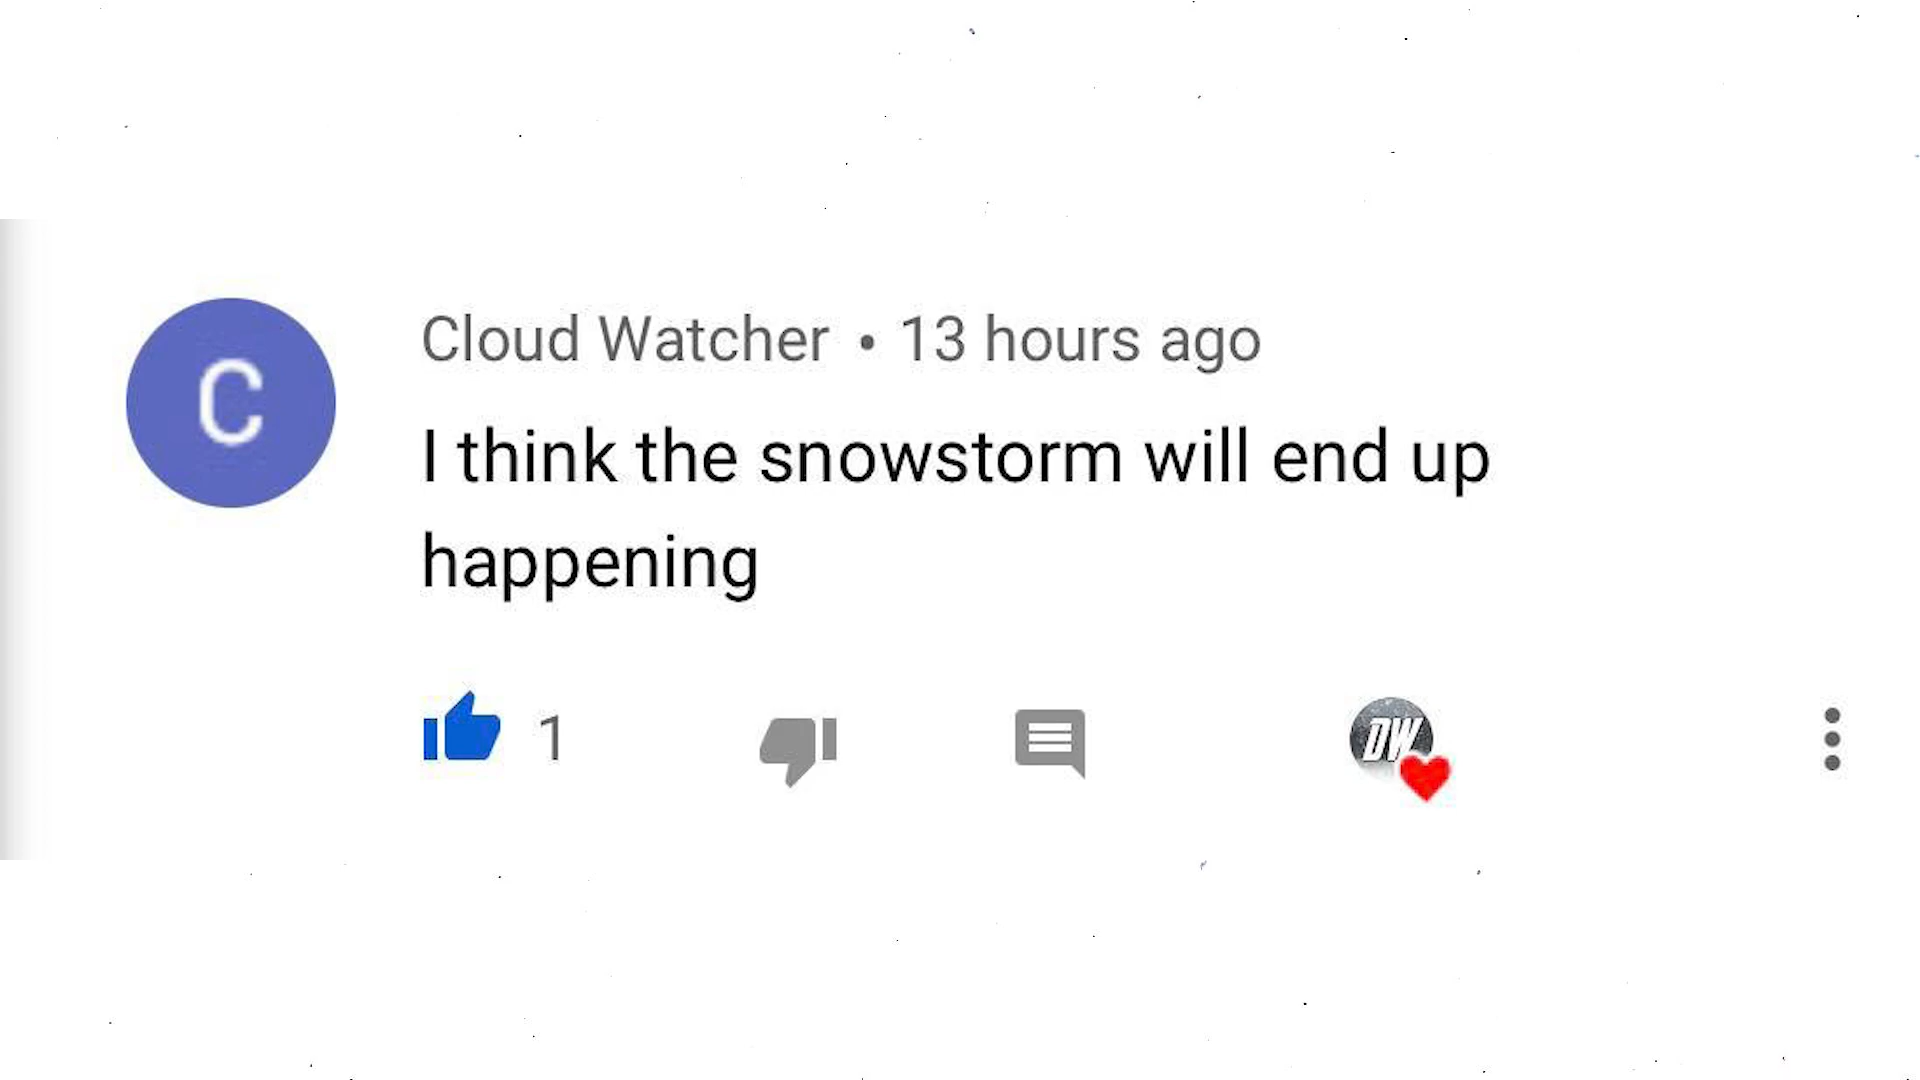 C
Cloud Watcher • 13 hours ago
I think the snowstorm will end up
happening
1
DW